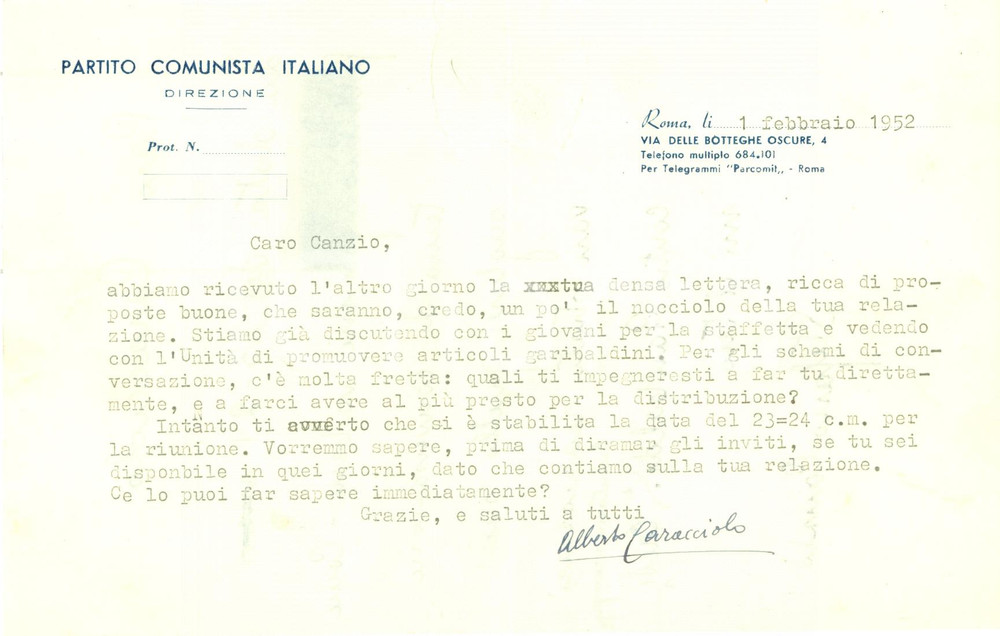 PARTITO COMUNISTA ITALIANO
DIREZIONE
Prot. N.
Roma, li 1 febbraio 1952
VIA DELLE BOTTEGHE OSCURE, 4
Telefono multiplo 684.101
Per Telegrammi "Parcomit„ - Roma
Caro Canzio,
abbiamo ricevuto l'altro giorno la xxxtua densa lettera, ricca di pro-
poste buone, che saranno, credo, un po' il nocciolo della tua rela-
zione. Stiamo già discutendo con i giovani per la staffetta e vedendo
con l'Unità di promuovere articoli garibaldini. Per gli schemi di con-
versazione, c'è molta fretta: quali ti impegneresti a far tu diretta-
mente, e a farci avere al più presto per la distribuzione?
Intanto ti avverto che si è stabilita la data del 23=24 c.m. per
la riunione. Vorremmo sapere, prima di diramar gli inviti, se tu sei
disponbile in quei giorni, dato che contiamo sulla tua relazione.
Ce lo puoi far sapere immediatamente?
Grazie, e saluti a tutti
Alberto Caracciolo